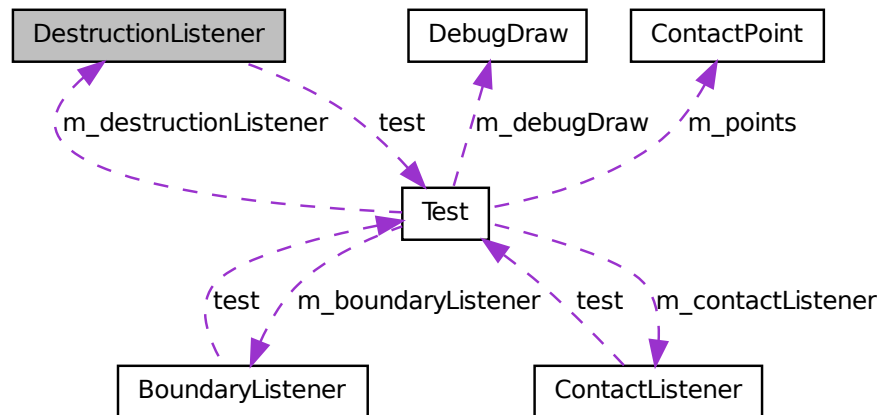 DestructionListener
DebugDraw
ContactPoint
m_destructionListener
test
m_debugDraw
m_points
Test
test
m_boundaryListener
test
m_contactListener
BoundaryListener
ContactListener